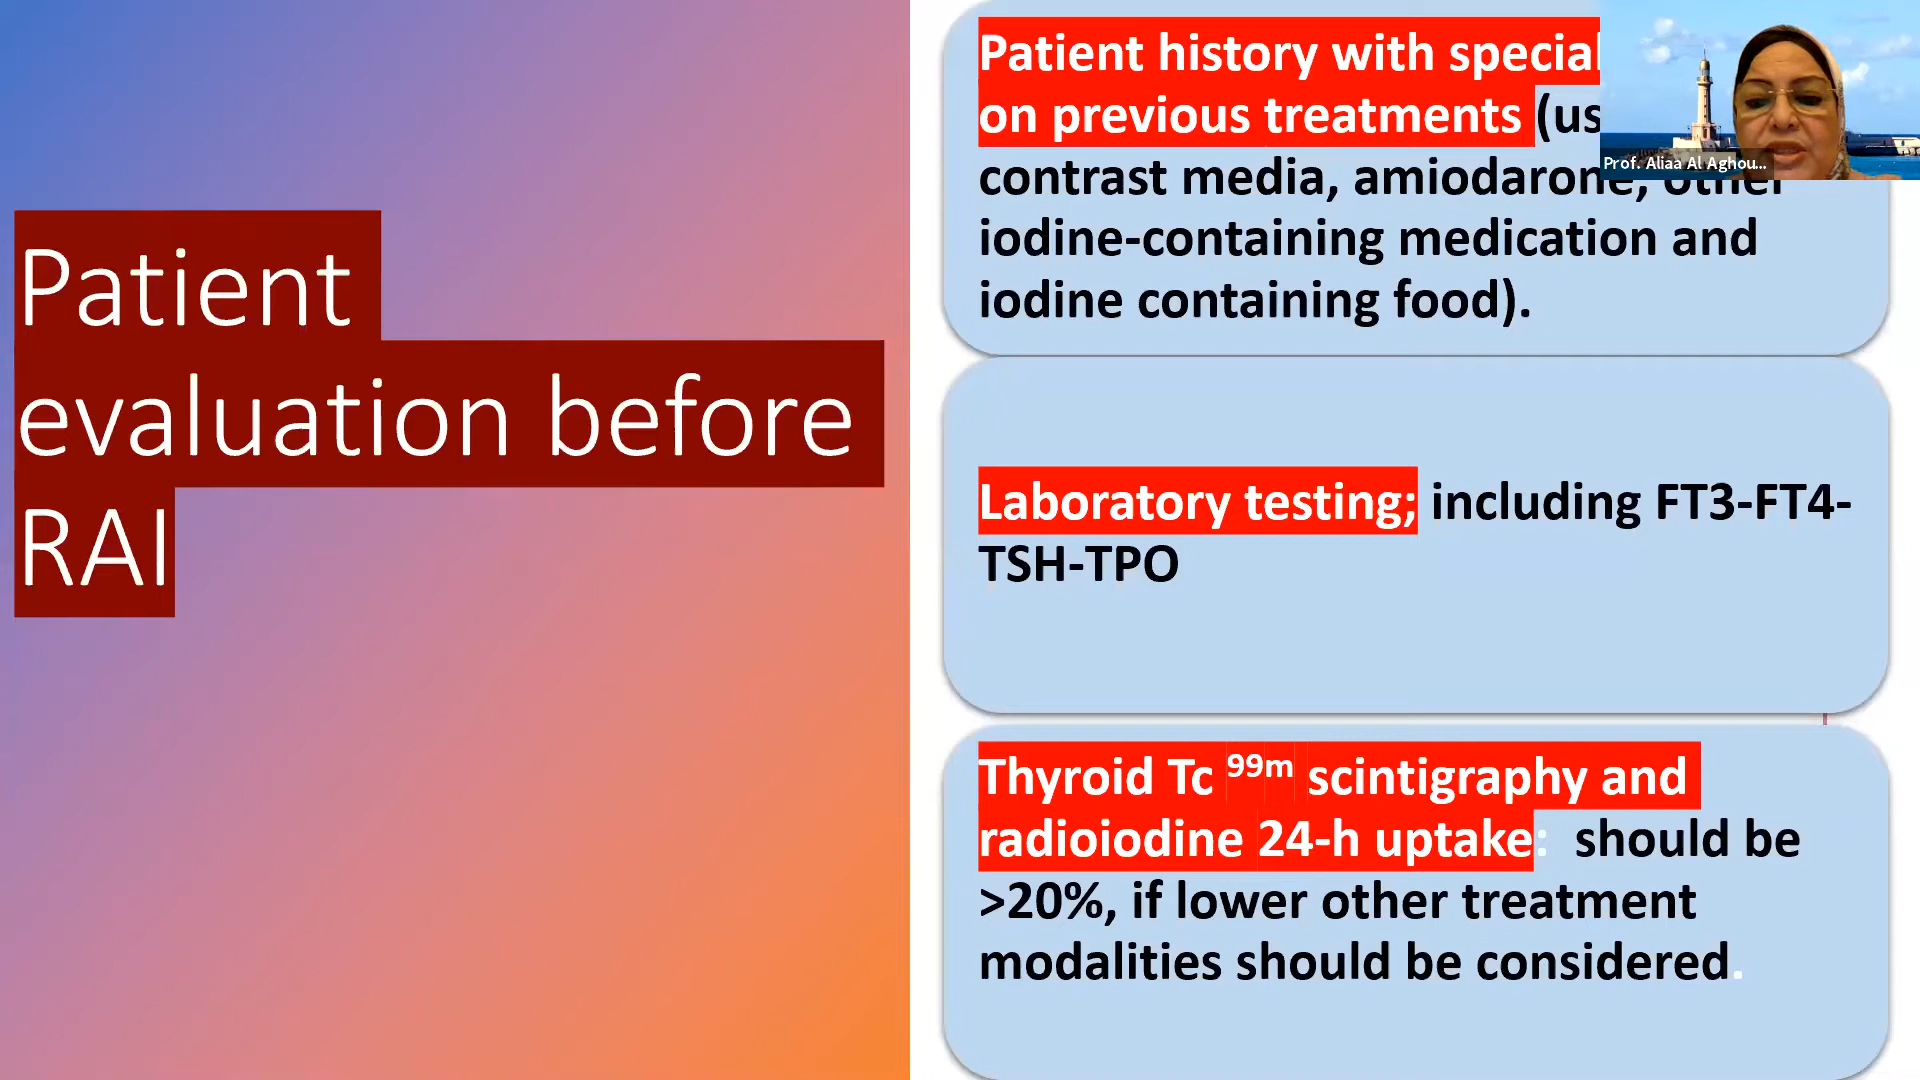 Patient
evaluation before
RAI
Patient history with special
on previous treatments (us
contrast media, amiodarone, other
iodine-containing medication and
iodine containing food).
Laboratory testing; including FT3-FT4-
TSH-TPO
Thyroid Tc 99m scintigraphy and
radioiodine 24-h uptake: should be
>20%, if lower other treatment
modalities should be considered.
Prof. Aliaa Al Aghou...